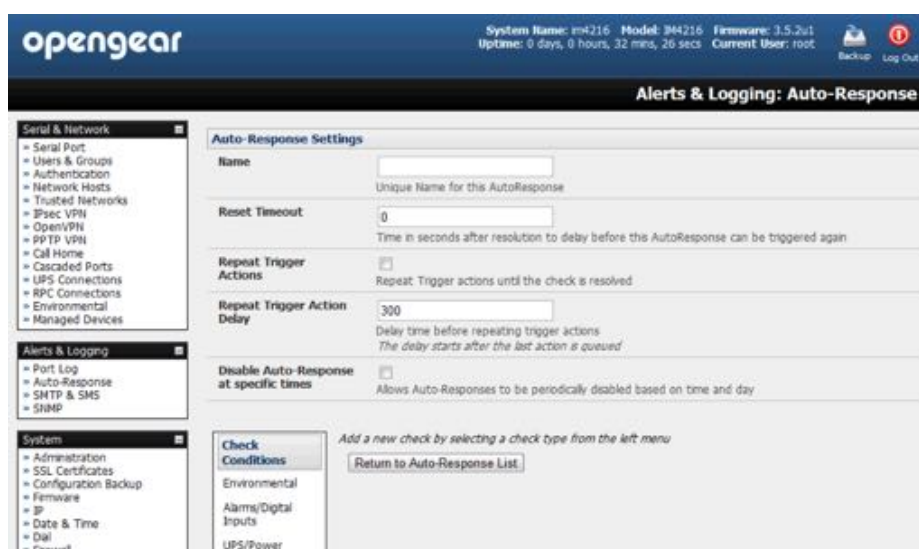 opengear
System Name: im4216 Model: IM4216 Firmware: 3.5.2u1
Uptime: 0 days, 0 hours, 32 mins, 26 secs Current User: root
Backup
Log Out
Alerts & Logging: Auto-Response
Serial & Network
Serial Port
Users & Groups
Authentication
Network Hosts
Trusted Networks
IPsec VPN
OpenVPN
PPTP VPN
Call Home
Cascaded Ports
UPS Connections
RPC Connections
Environmental
Managed Devices
Alerts & Logging
Port Log
Auto-Response
SMTP & SMS
SNMP
System
Administration
SSL Certificates
Configuration Backup
Firmware
IP
Date & Time
Dial
Firewall
Auto-Response Settings
Name
Unique Name for this AutoResponse
Reset Timeout
0
Time in seconds after resolution to delay before this AutoResponse can be triggered again
Repeat Trigger
Actions
Repeat Trigger actions until the check is resolved
Repeat Trigger Action
Delay
300
Delay time before repeating trigger actions
The delay starts after the last action is queued
Disable Auto-Response
at specific times
Allows Auto-Responses to be periodically disabled based on time and day
Check
Conditions
Environmental
Alarms/Digital
Inputs
UPS/Power
Add a new check by selecting a check type from the left menu
Return to Auto-Response List